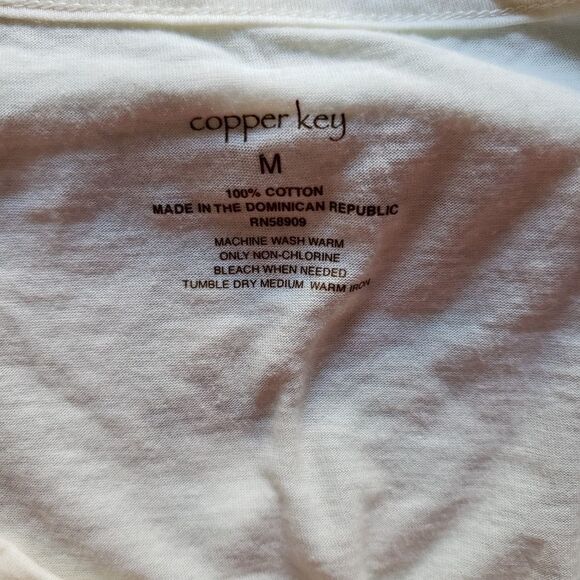 copper key
M
100% COTTON
MADE IN THE DOMINICAN REPUBLIC
RN58909
MACHINE WASH WARM
ONLY NON-CHLORINE
BLEACH WHEN NEEDED
TUMBLE DRY MEDIUM WARM IRON